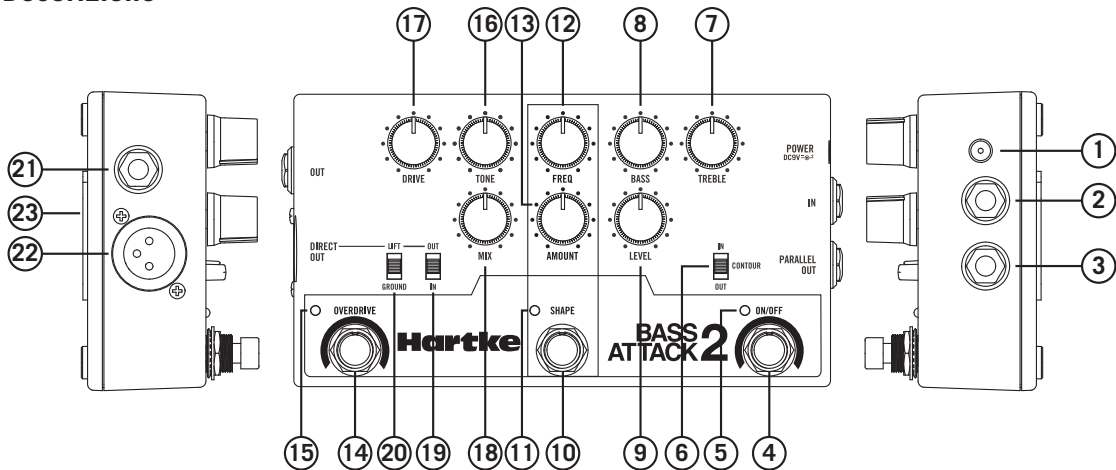 17 16 13 12 8 7
21
23
22
1
2
3
OUT
DRIVE
TONE
FREQ
BASS
TREBLE
POWER
DC9V
IN
DIRECT
OUT
LIFT
GROUND
OUT
IN
MIX
AMOUNT
LEVEL
IN
CONTOUR
OUT
PARALLEL
OUT
OVERDRIVE
SHAPE
ON/OFF
Hartke
BASS
ATTACK 2
15 14 20 19 18 11 10 9 6 5 4